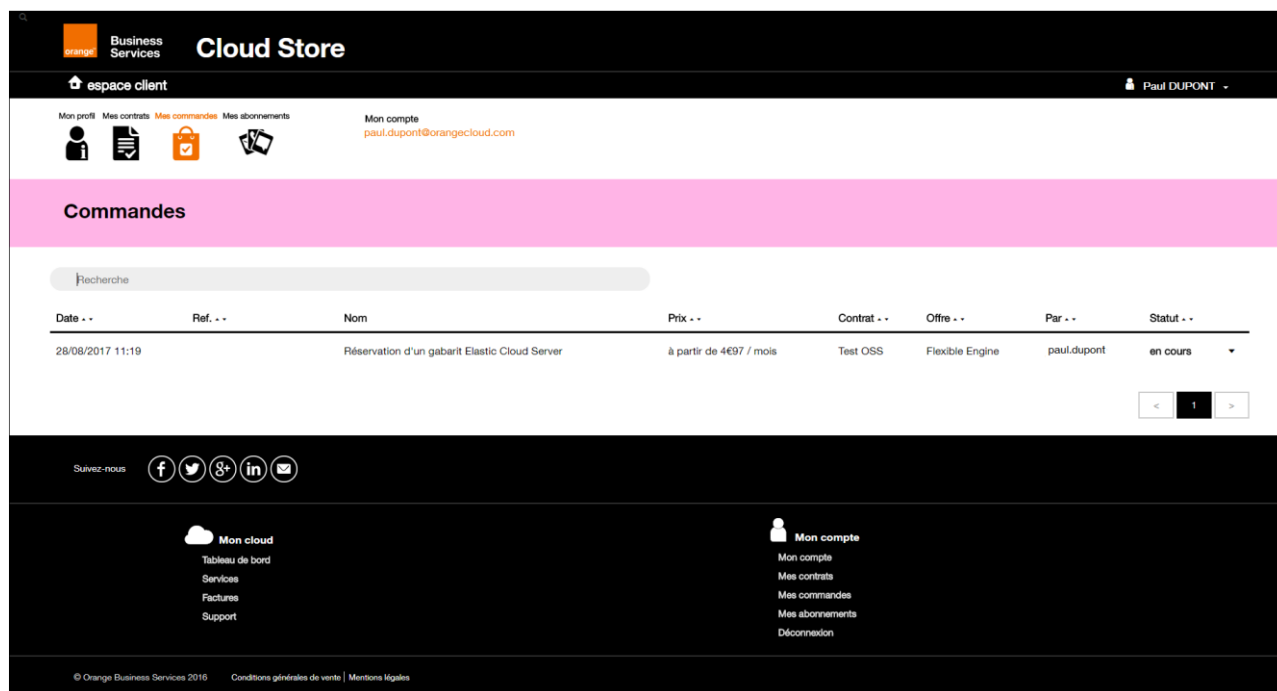 orange
Business
Services
Cloud Store
espace client
Paul DUPONT
Mon profil Mes contrats Mes commandes Mes abonnements
Mon compte
paul.dupont@orangecloud.com
Commandes
Recherche
Date Ref. Nom Prix Contrat Offre Par Statut
28/08/2017 11:19 Réservation d'un gabarit Elastic Cloud Server à partir de 4€97 / mois Test OSS Flexible Engine paul.dupont en cours
< 1 >
Suivez-nous
Mon cloud
Tableau de bord
Services
Factures
Support
Mon compte
Mon compte
Mes contrats
Mes commandes
Mes abonnements
Déconnexion
© Orange Business Services 2016 Conditions générales de vente | Mentions légales